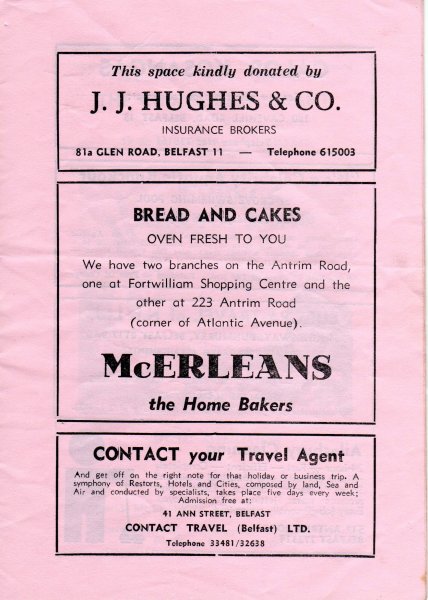 This space kindly donated by
J. J. HUGHES & CO.
INSURANCE BROKERS
81a GLEN ROAD, BELFAST 11 — Telephone 615003
BREAD AND CAKES
OVEN FRESH TO YOU
We have two branches on the Antrim Road,
one at Fortwilliam Shopping Centre and the
other at 223 Antrim Road
(corner of Atlantic Avenue).
McERLEANS
the Home Bakers
CONTACT your Travel Agent
And get off on the right note for that holiday or business trip. A
symphony of Restorts, Hotels and Cities, composed by land, Sea and
Air and conducted by specialists, takes place five days every week;
Admission free at:
41 ANN STREET, BELFAST
CONTACT TRAVEL (Belfast) LTD.
Telephone 33481/32638